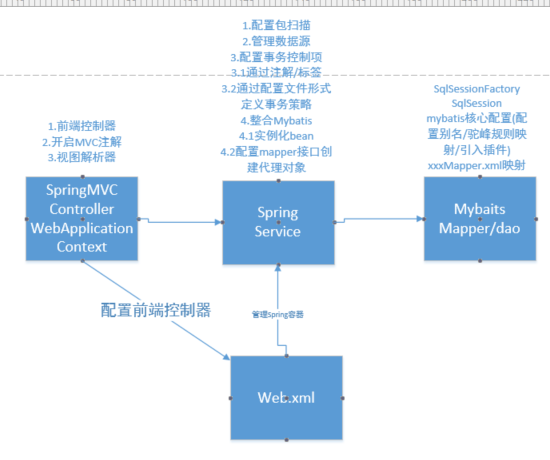 1.配置包扫描
2.管理数据源
3.配置事务控制项
3.1通过注解/标签
3.2通过配置文件形式
定义事务策略
4.整合Mybatis
4.1实例化bean
4.2配置mapper接口创
建代理对象
1.前端控制器
2.开启MVC注解
3.视图解析器
SqlSessionFactory
SqlSession
mybatis核心配置(配
置别名/驼峰规则映
射/引入插件)
xxxMapper.xml映射
SpringMVC
Controller
WebApplication
Context
Spring
Service
Mybaits
Mapper/dao
配置前端控制器
管理Spring容器
Web.xml